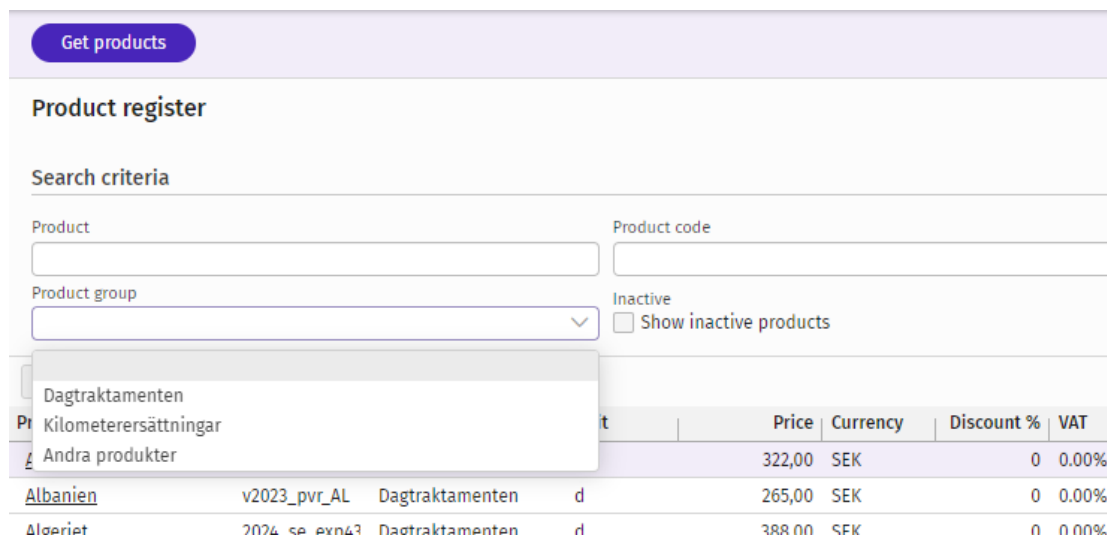 Get products
Product register
Search criteria
Product Product code
Product group Inactive
Show inactive products
Dagtraktamenten
Kilometerersättningar
Andra produkter
Price Currency Discount % VAT
322,00 SEK 0 0.00%
Albanien v2023_pvr_AL Dagtraktamenten d 265,00 SEK 0 0.00%
Algeriet 2024_se_exp43 Dagtraktamenten d 388,00 SEK 0 0.00%